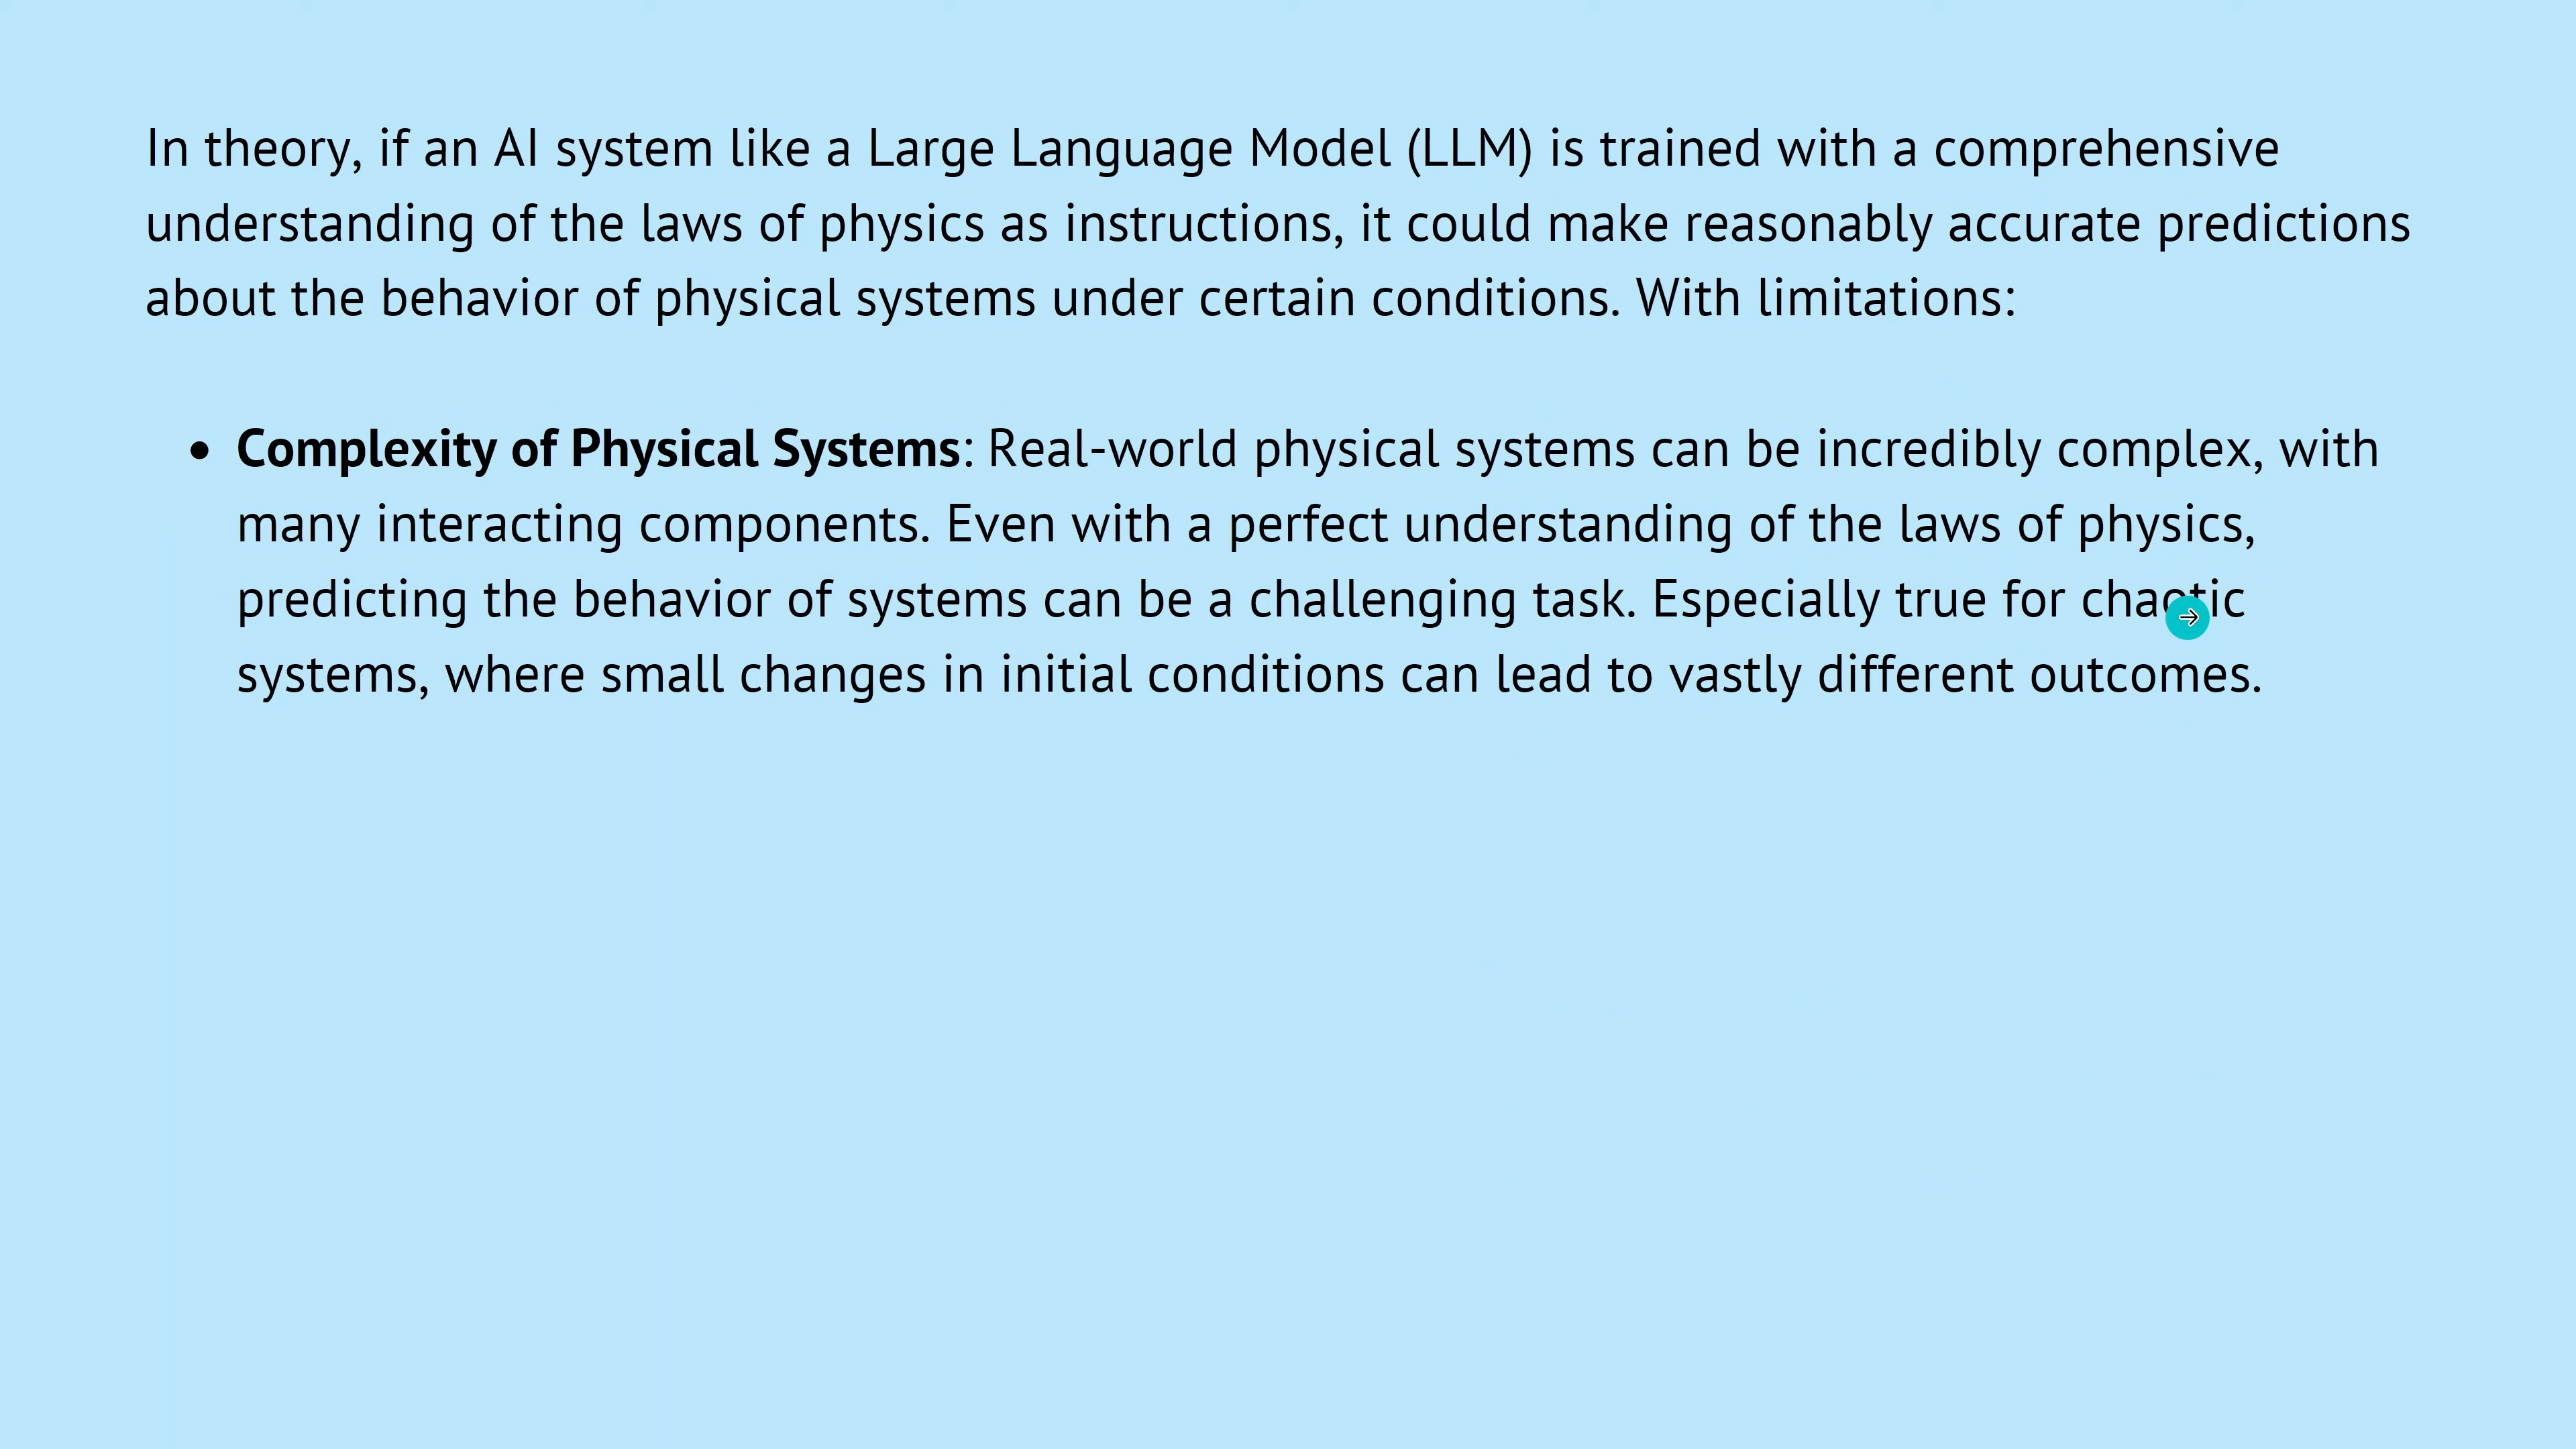 In theory, if an AI system like a Large Language Model (LLM) is trained with a comprehensive
understanding of the laws of physics as instructions, it could make reasonably accurate predictions
about the behavior of physical systems under certain conditions. With limitations:
• Complexity of Physical Systems: Real-world physical systems can be incredibly complex, with
many interacting components. Even with a perfect understanding of the laws of physics,
predicting the behavior of systems can be a challenging task. Especially true for chaotic
systems, where small changes in initial conditions can lead to vastly different outcomes.